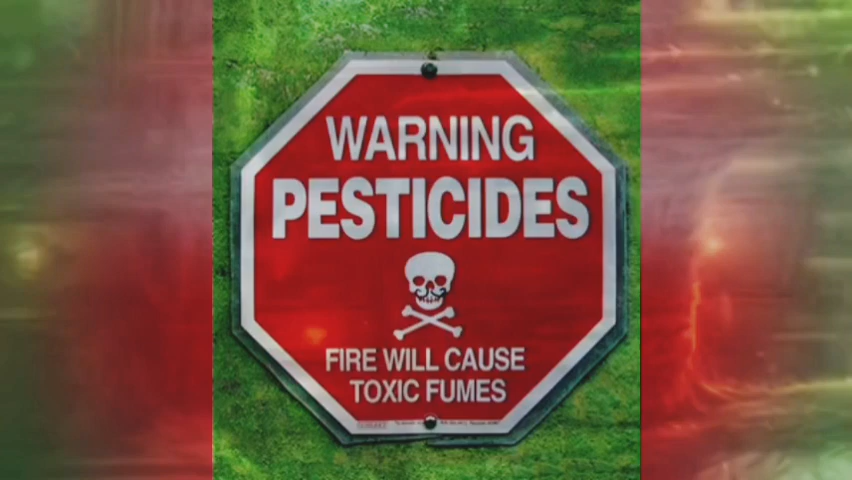 WARNING
PESTICIDES
FIRE WILL CAUSE
TOXIC FUMES